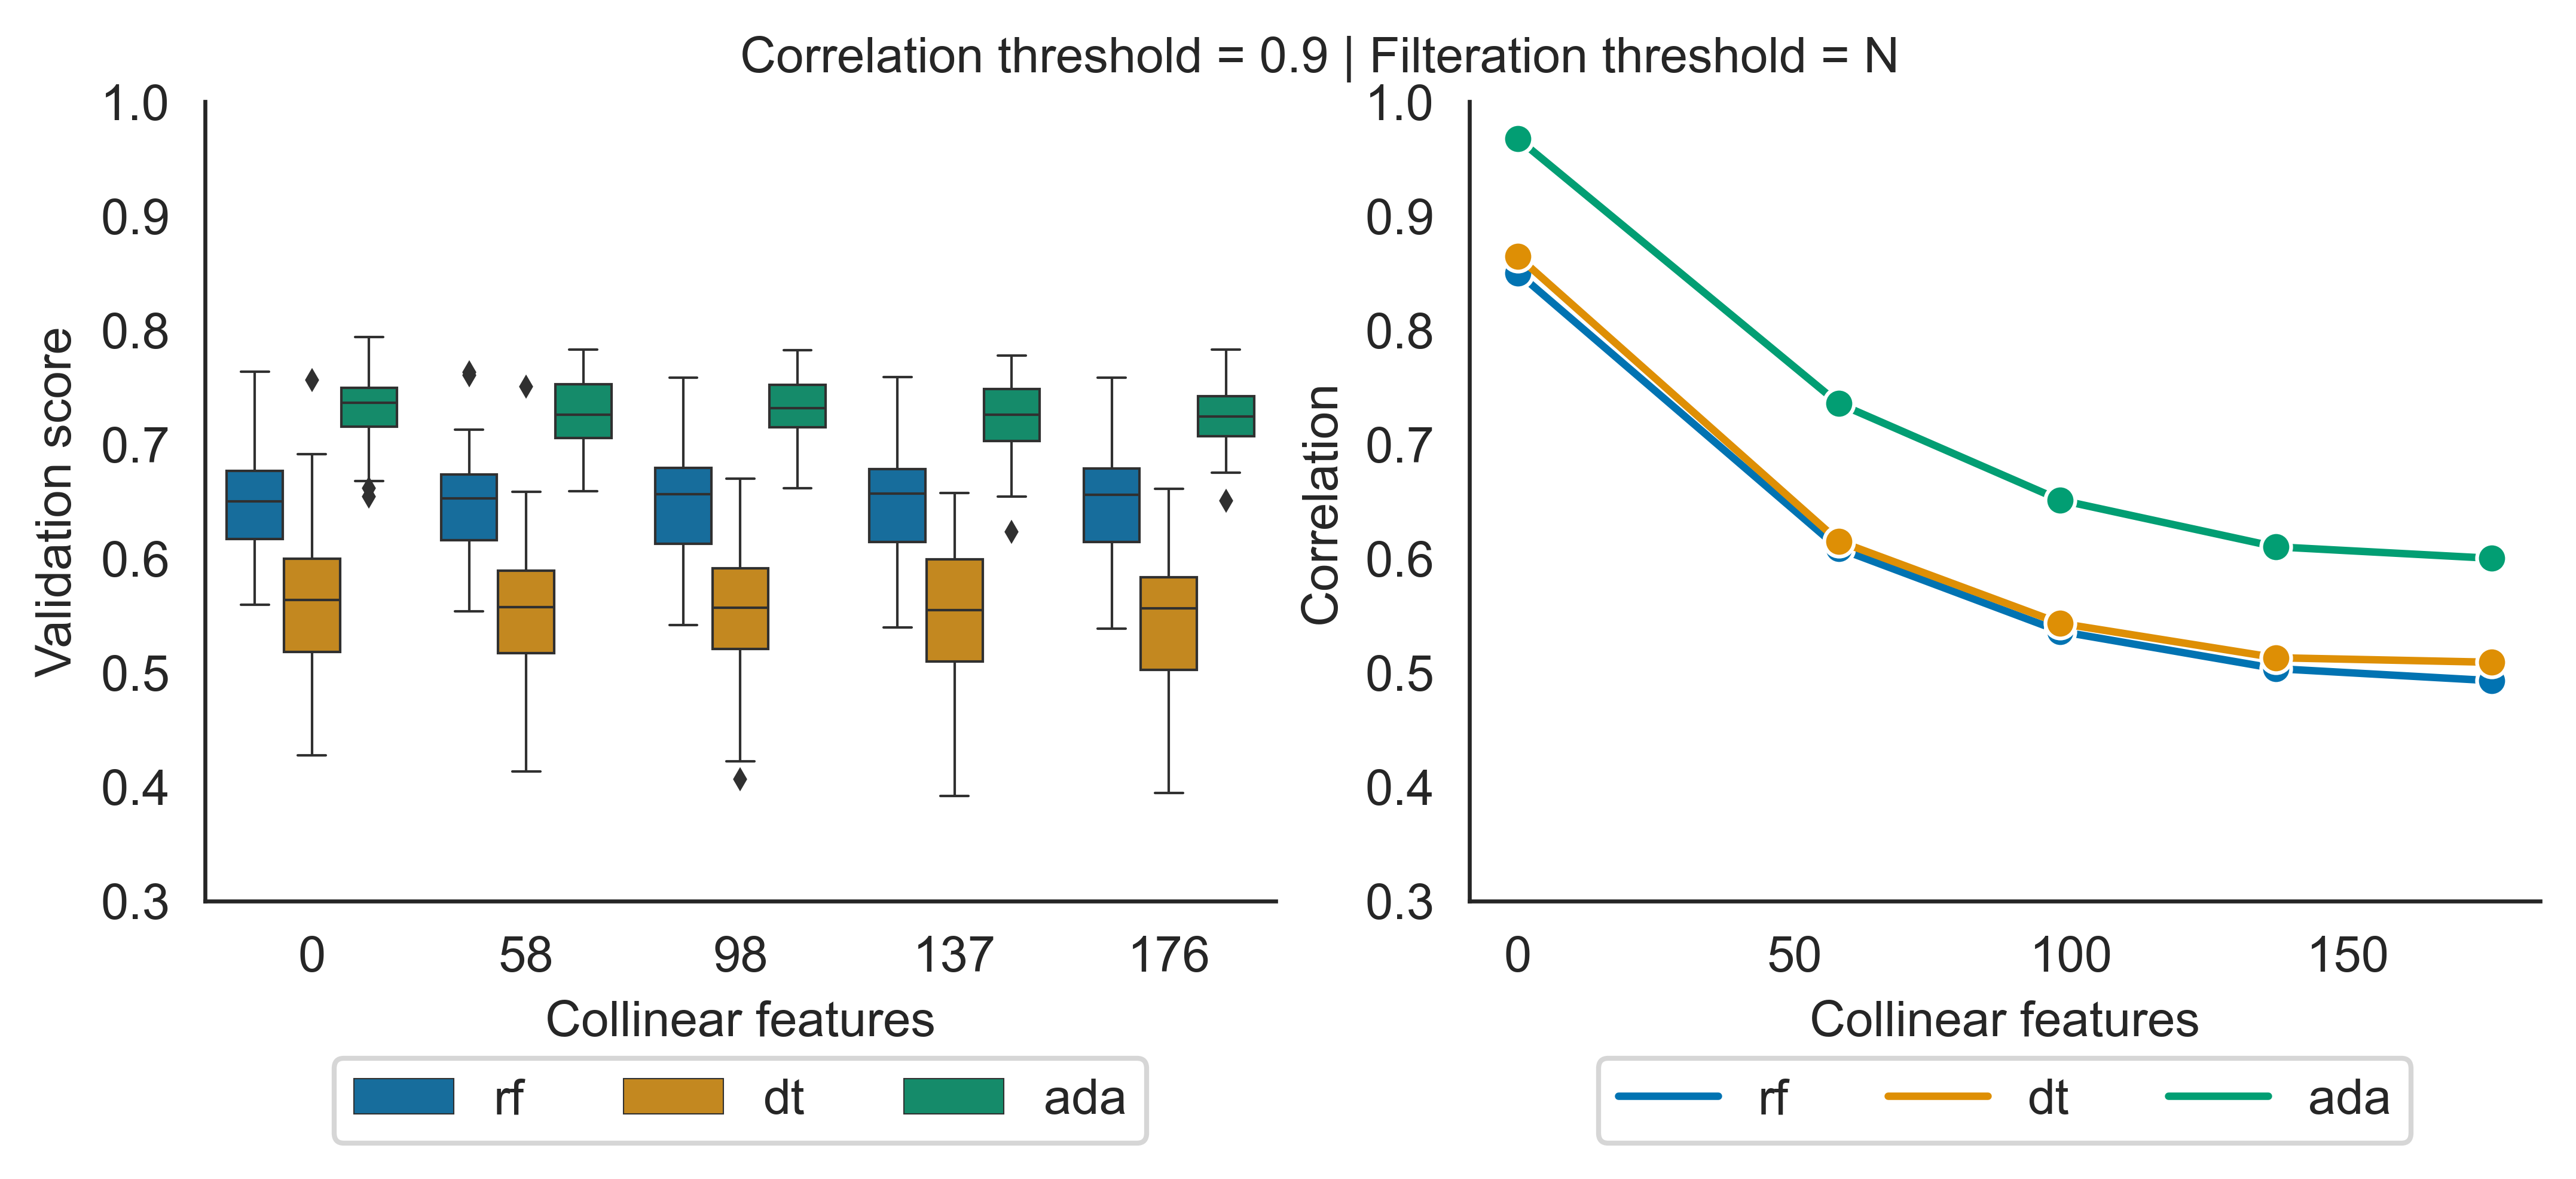 Correlation threshold = 0.9 | Filteration threshold = N
1.0
0.9
0.8
0.7
0.6
0.5
0.4
0.3
Validation score
0 58 98 137 176
Collinear features
rf dt ada
1.0
0.9
0.8
0.7
0.6
0.5
0.4
0.3
Correlation
0 50 100 150
Collinear features
rf dt ada